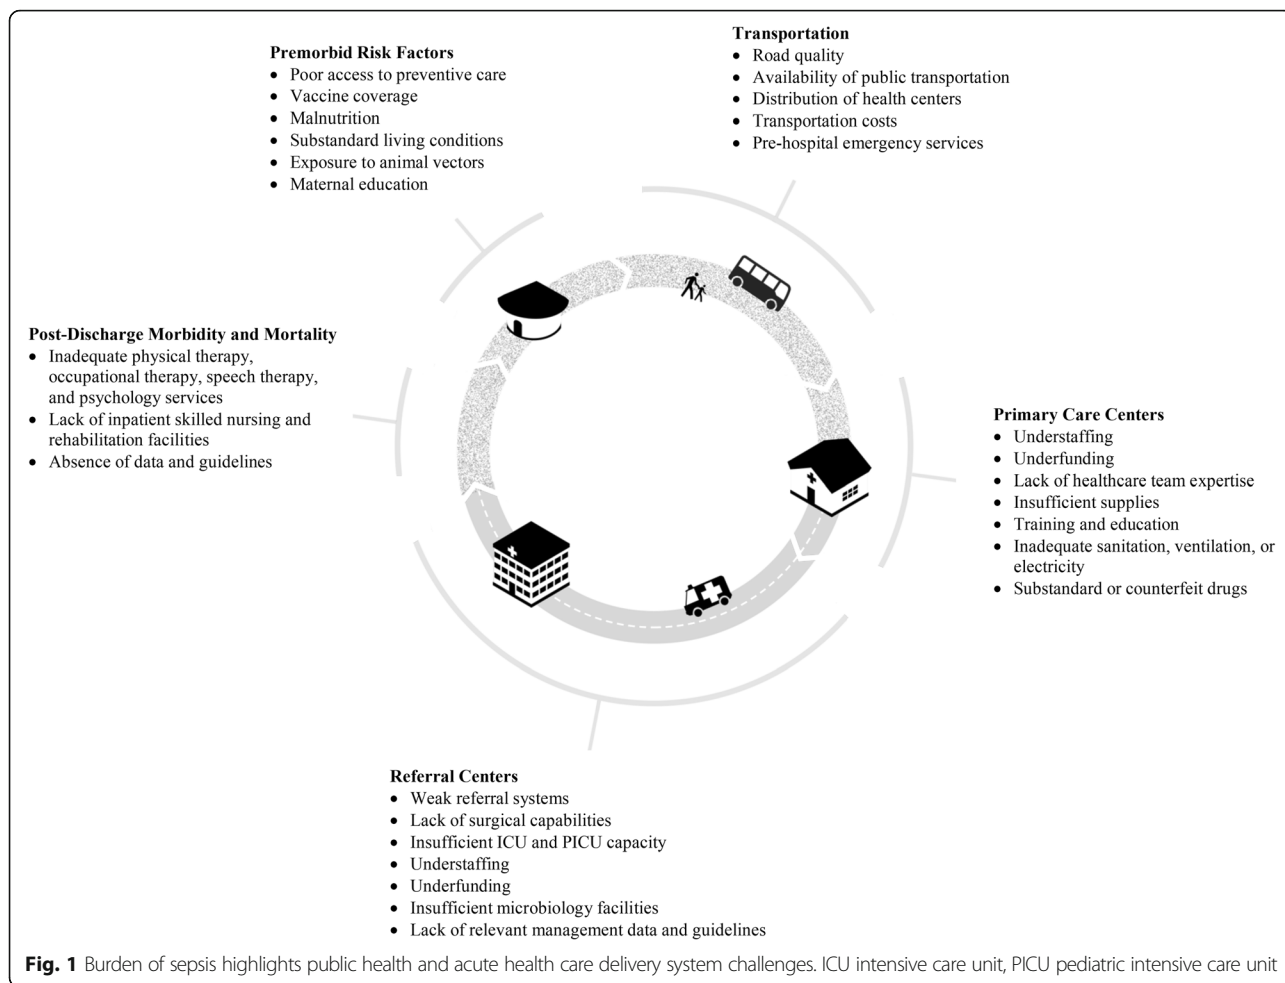 Premorbid Risk Factors
• Poor access to preventive care
• Vaccine coverage
• Malnutrition
• Substandard living conditions
• Exposure to animal vectors
• Maternal education
Transportation
• Road quality
• Availability of public transportation
• Distribution of health centers
• Transportation costs
• Pre-hospital emergency services
Post-Discharge Morbidity and Mortality
• Inadequate physical therapy,
occupational therapy, speech therapy,
and psychology services
• Lack of inpatient skilled nursing and
rehabilitation facilities
• Absence of data and guidelines
Primary Care Centers
• Understaffing
• Underfunding
• Lack of healthcare team expertise
• Insufficient supplies
• Training and education
• Inadequate sanitation, ventilation, or
electricity
• Substandard or counterfeit drugs
Referral Centers
• Weak referral systems
• Lack of surgical capabilities
• Insufficient ICU and PICU capacity
• Understaffing
• Underfunding
• Insufficient microbiology facilities
• Lack of relevant management data and guidelines
Fig. 1 Burden of sepsis highlights public health and acute health care delivery system challenges. ICU intensive care unit, PICU pediatric intensive care unit